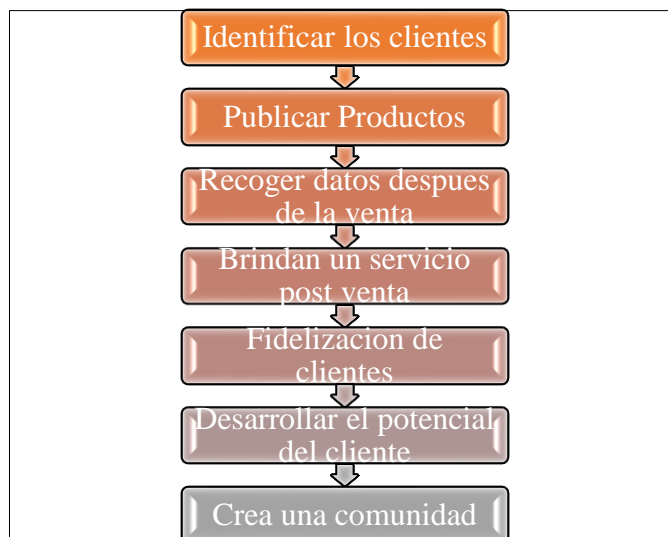 Identificar los clientes
Publicar Productos
Recoger datos despues
de la venta
Brindan un servicio
post venta
Fidelizacion de
clientes
Desarrollar el potencial
del cliente
Crea una comunidad